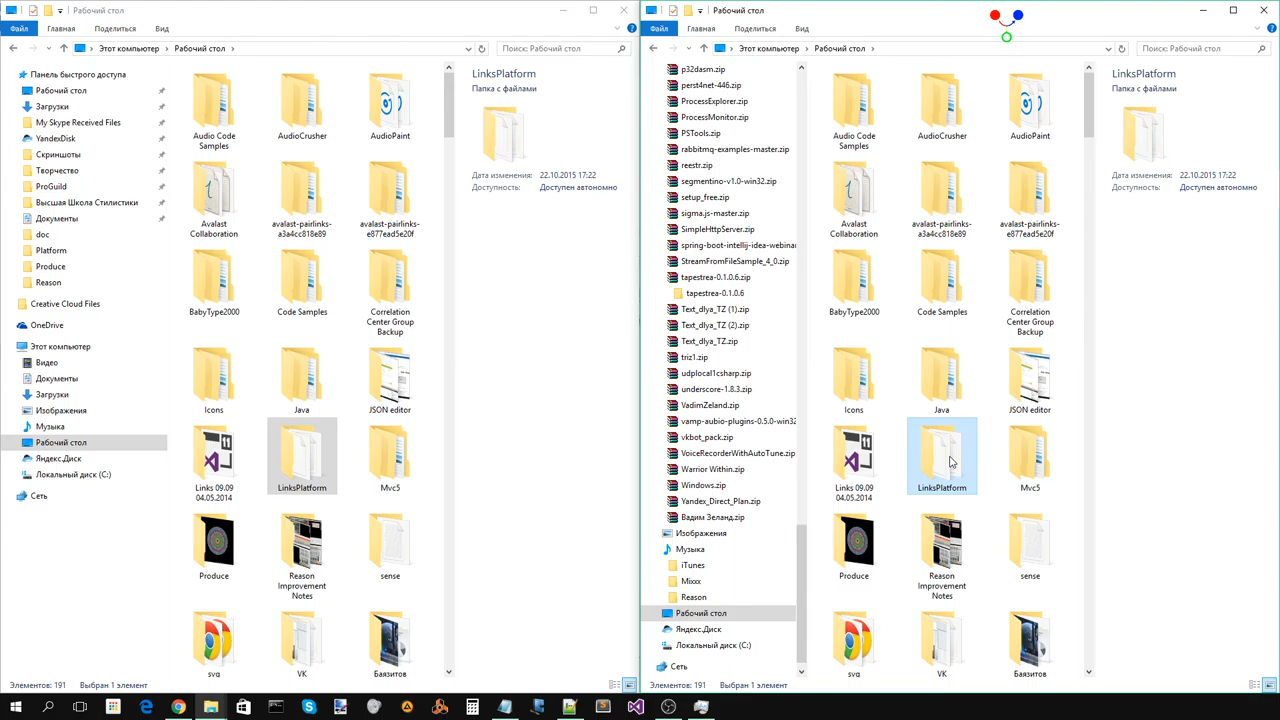 Рабочий стол
Файл
Главная
Поделиться
Вид
Этот компьютер
Рабочий стол
Поиск: Рабочий стол
Панель быстрого доступа
Рабочий стол
Загрузки
My Skype Received Files
YandexDisk
Скриншоты
Творчество
ProGuild
Высшая Школа Стилистики
Документы
doc
Platform
Produce
Reason
Creative Cloud Files
OneDrive
Этот компьютер
Видео
Документы
Загрузки
Изображения
Музыка
Рабочий стол
Яндекс.Диск
Локальный диск (C:)
Сеть
Audio Code
Samples
AudioCrusher
AudioPaint
Avalast
Collaboration
avalast-pairlinks-
a3a4cc818e89
avalast-pairlinks-
e877ead5e20f
BabyType2000
Code Samples
Correlation
Center Group
Backup
Icons
Java
JSON editor
Links 09.09
04.05.2014
LinksPlatform
Mvc5
Produce
Reason
Improvement
Notes
sense
svg
VK
Баязитов
LinksPlatform
Папка с файлами
Дата изменения: 22.10.2015 17:22
Доступность: Доступен автономно
Элементов: 191
Выбран 1 элемент
Рабочий стол
Файл
Главная
Поделиться
Вид
Этот компьютер
Рабочий стол
Поиск: Рабочий стол
p32dasm.zip
perst4net-446.zip
ProcessExplorer.zip
ProcessMonitor.zip
PSTools.zip
rabbitmq-examples-master.zip
reestr.zip
segmentino-v1.0-win32.zip
setup_free.zip
sigma.js-master.zip
SimpleHttpServer.zip
spring-boot-intellij-idea-webinar
StreamFromFileSample_4_0.zip
tapestrea-0.1.0.6.zip
tapestrea-0.1.0.6
Text_dlya_TZ (1).zip
Text_dlya_TZ (2).zip
Text_dlya_TZ.zip
triz1.zip
udplocal1csharp.zip
underscore-1.8.3.zip
VadimZeland.zip
vamp-aubio-plugins-0.5.0-win32
vkbot_pack.zip
VoiceRecorderWithAutoTune.zip
Warrior Within.zip
Windows.zip
Yandex_Direct_Plan.zip
Вадим Зеланд.zip
Изображения
Музыка
iTunes
Mixxx
Reason
Рабочий стол
Яндекс.Диск
Локальный диск (C:)
Сеть
Audio Code
Samples
AudioCrusher
AudioPaint
Avalast
Collaboration
avalast-pairlinks-
a3a4cc818e89
avalast-pairlinks-
e877ead5e20f
BabyType2000
Code Samples
Correlation
Center Group
Backup
Icons
Java
JSON editor
Links 09.09
04.05.2014
LinksPlatform
Mvc5
Produce
Reason
Improvement
Notes
sense
svg
VK
Баязитов
LinksPlatform
Папка с файлами
Дата изменения: 22.10.2015 17:22
Доступность: Доступен автономно
Элементов: 191
Выбран 1 элемент